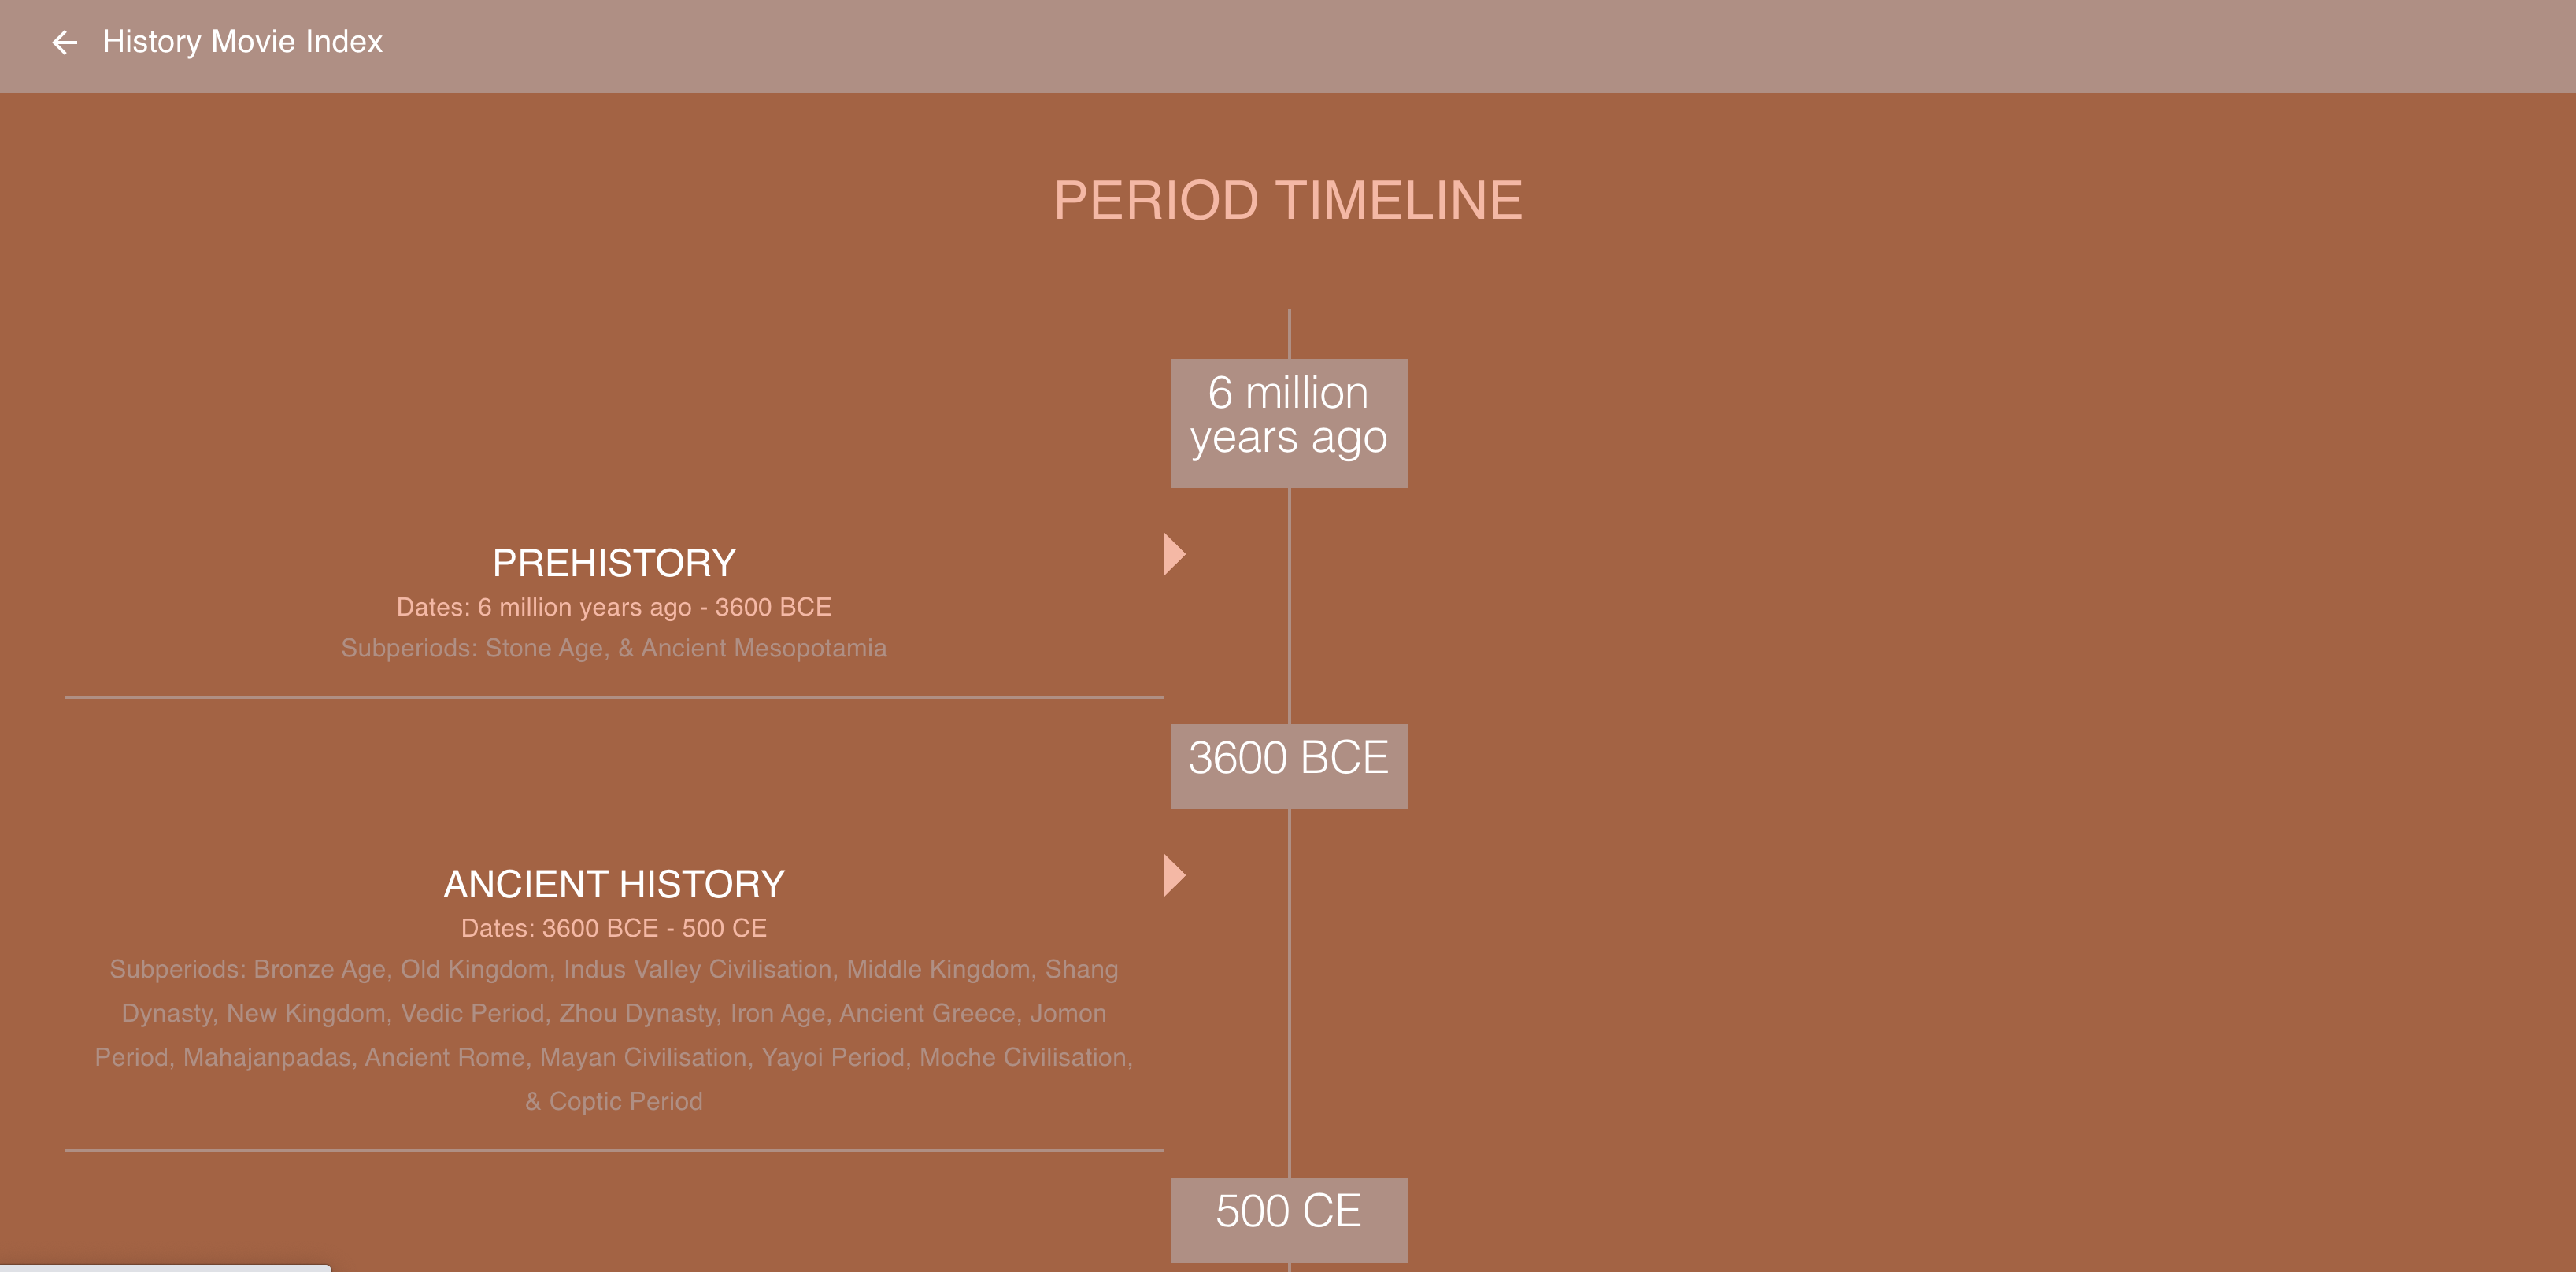 History Movie Index
PERIOD TIMELINE
6 million
years ago
PREHISTORY
Dates: 6 million years ago - 3600 BCE
Subperiods: Stone Age, & Ancient Mesopotamia
3600 BCE
ANCIENT HISTORY
Dates: 3600 BCE - 500 CE
Subperiods: Bronze Age, Old Kingdom, Indus Valley Civilisation, Middle Kingdom, Shang
Dynasty, New Kingdom, Vedic Period, Zhou Dynasty, Iron Age, Ancient Greece, Jomon
Period, Mahajanpadas, Ancient Rome, Mayan Civilisation, Yayoi Period, Moche Civilisation,
& Coptic Period
500 CE